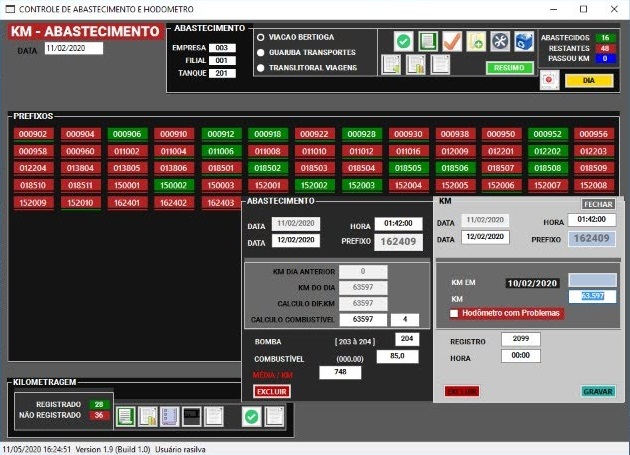 CONTROLE DE ABASTECIMENTO E HODOMETRO
KM - ABASTECIMENTO
DATA 11/02/2020
ABASTECIMENTO
EMPRESA 003
FILIAL 001
TANQUE 201
VIACAO BERTIOGA
GUAIUBA TRANSPORTES
TRANSLITORAL VIAGENS
RESUMO
ABASTECIDOS 16
RESTANTES 48
PASSOU KM 0
DIA
PREFIXOS
000902 000904 000906 000910 000912 000918 000922 000928 000930 000938 000950 000952 000956
000958 000960 011002 011004 011006 011008 011010 011012 011016 012009 012201 012202 012203
012204 013804 013805 013806 018501 018502 018503 018504 018505 018506 018507 018508 018509
018510 018511 150001 150002 150003 152001 152002 152003 152004 152005 152006 152007 152008
152009 152010 162401 162402 162403
ABASTECIMENTO
DATA 11/02/2020 HORA 01:42:00
DATA 12/02/2020 PREFIXO 162409
KM DIA ANTERIOR 0
KM DO DIA 63597
CALCULO DIF.KM 63597
CALCULO COMBUSTÍVEL 63597 4
BOMBA [ 203 à 204 ] 204
COMBUSTÍVEL (000.00) 85,0
MÉDIA / KM 748
EXCLUIR
KM
FECHAR
DATA 11/02/2020 HORA 01:42:00
DATA 12/02/2020 PREFIXO 162409
KM EM 10/02/2020
KM 63.597
Hodômetro com Problemas
REGISTRO 2099
HORA 00:00
EXCLUIR GRAVAR
KILOMETRAGEM
REGISTRADO 28
NÃO REGISTRADO 36
11/05/2020 16:24:51 Version 1.9 (Build 1.0) Usuário rasilva